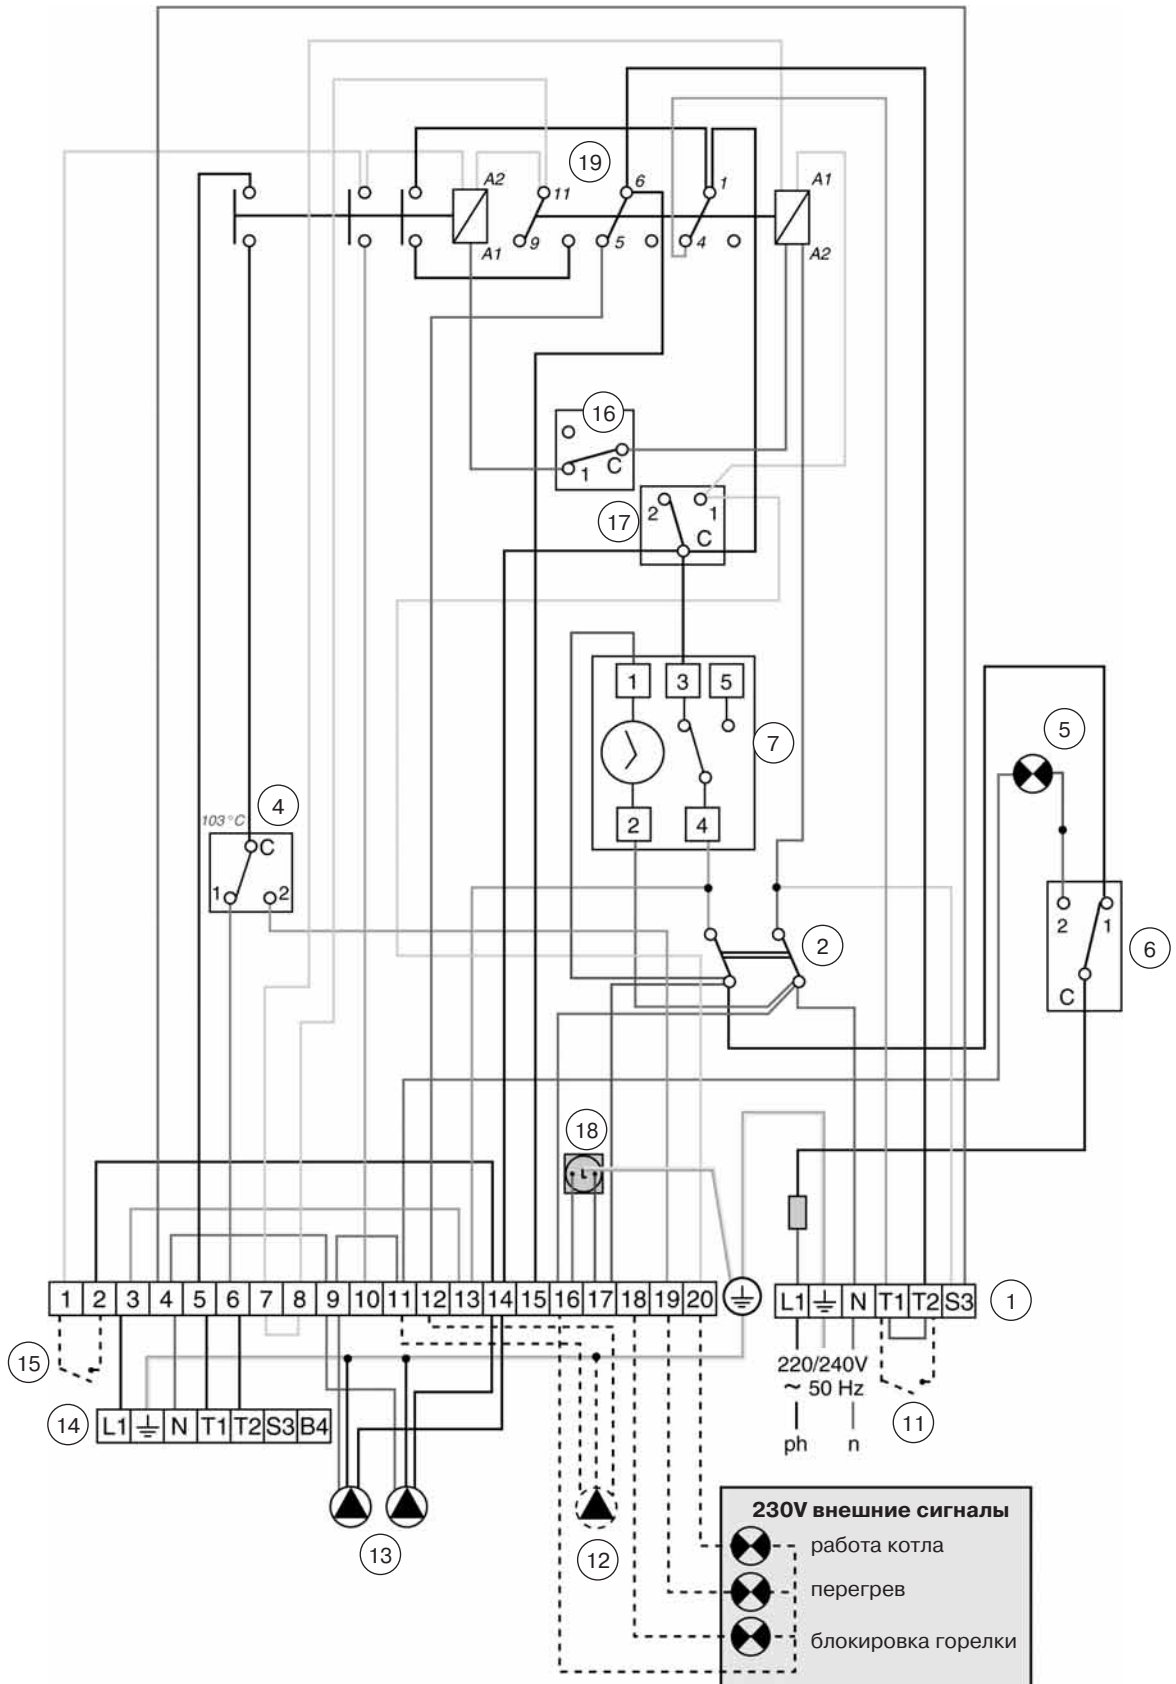 19
A2
11
6
1
A1
A1
9
5
4
A2
16
1 C
17
2 1
C
1 3 5
7
5
2 4
4
103°C
C
1 2
2
2 1
6
C
18
L
1 2 3 4 5 6 7 8 9 10 11 12 13 14 15 16 17 18 19 20
L1 N T1 T2 S3
1
15
220/240V
~ 50 Hz
14
L1 N T1 T2 S3 B4
11
ph n
13
12
230V внешние сигналы
работа котла
перегрев
блокировка горелки